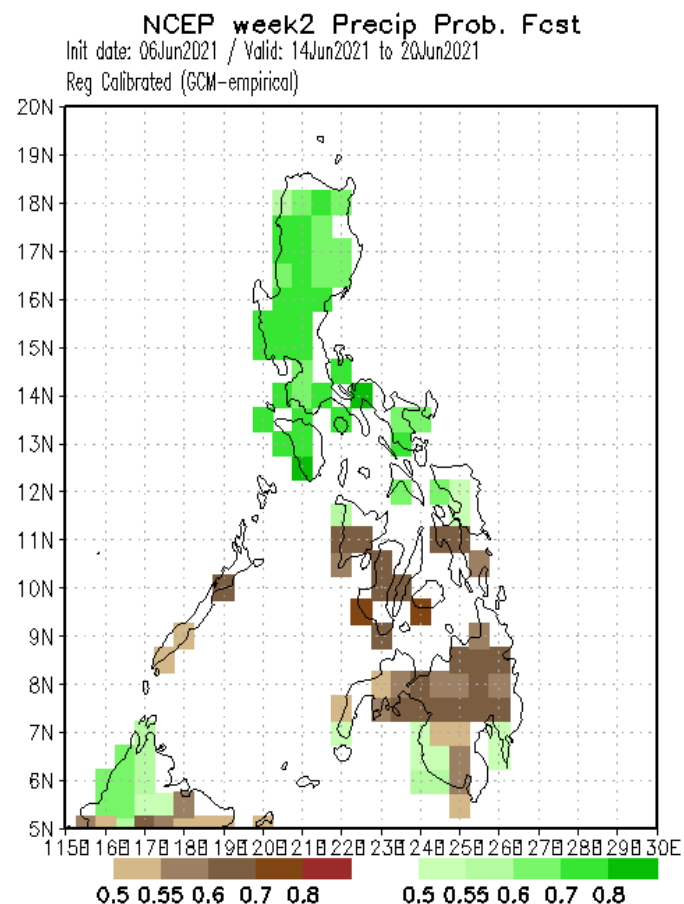 NCEP week2 Precip Prob. Fcst
Init date: 06Jun2021 / Valid: 14Jun2021 to 20Jun2021
Reg Calibrated (GCM-empirical)
20N
19N
18N
17N
16N
15N
14N
13N
12N
11N
10N
9N
8N
7N
6N
5N
115E 116E 117E 118E 119E 120E 121E 122E 123E 124E 125E 126E 127E 128E 129E 130E
0.5 0.55 0.6 0.7 0.8 0.5 0.55 0.6 0.7 0.8